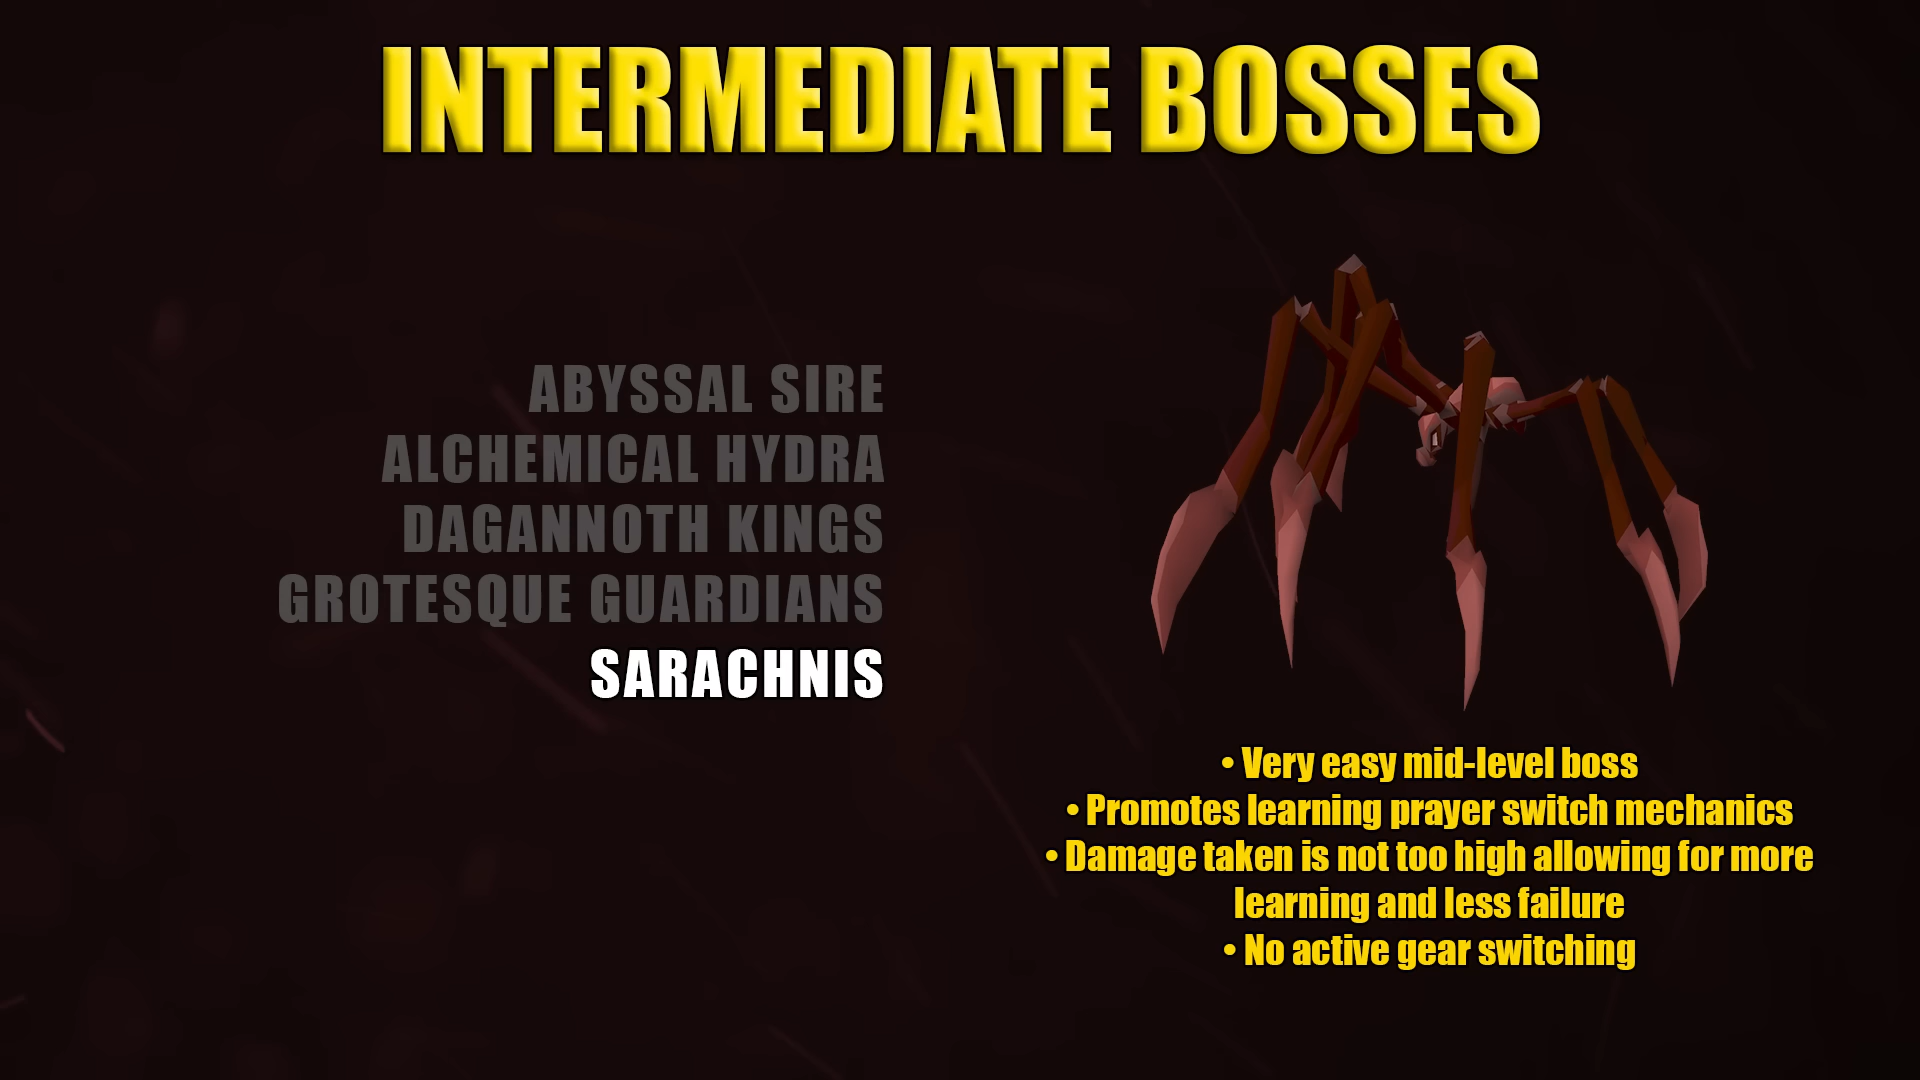 INTERMEDIATE BOSSES
ABYSSAL SIRE
ALCHEMICAL HYDRA
DAGANNOTH KINGS
GROTESQUE GUARDIANS
SARACHNIS
• Very easy mid-level boss
• Promotes learning prayer switch mechanics
• Damage taken is not too high allowing for more
learning and less failure
• No active gear switching